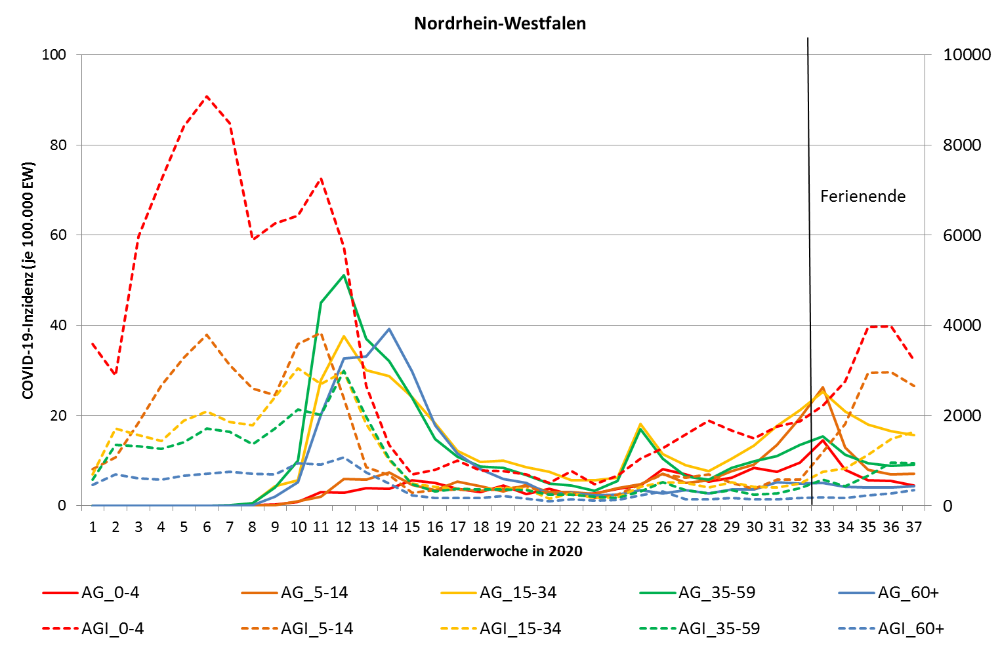 Nordrhein-Westfalen
100
80
60
40
20
0
COVID-19-Inzidenz (je 100.000 EW)
10000
8000
6000
4000
2000
0
Ferienende
1 2 3 4 5 6 7 8 9 10 11 12 13 14 15 16 17 18 19 20 21 22 23 24 25 26 27 28 29 30 31 32 33 34 35 36 37
Kalenderwoche in 2020
AG_0-4 AG_5-14 AG_15-34 AG_35-59 AG_60+
AGI_0-4 AGI_5-14 AGI_15-34 AGI_35-59 AGI_60+